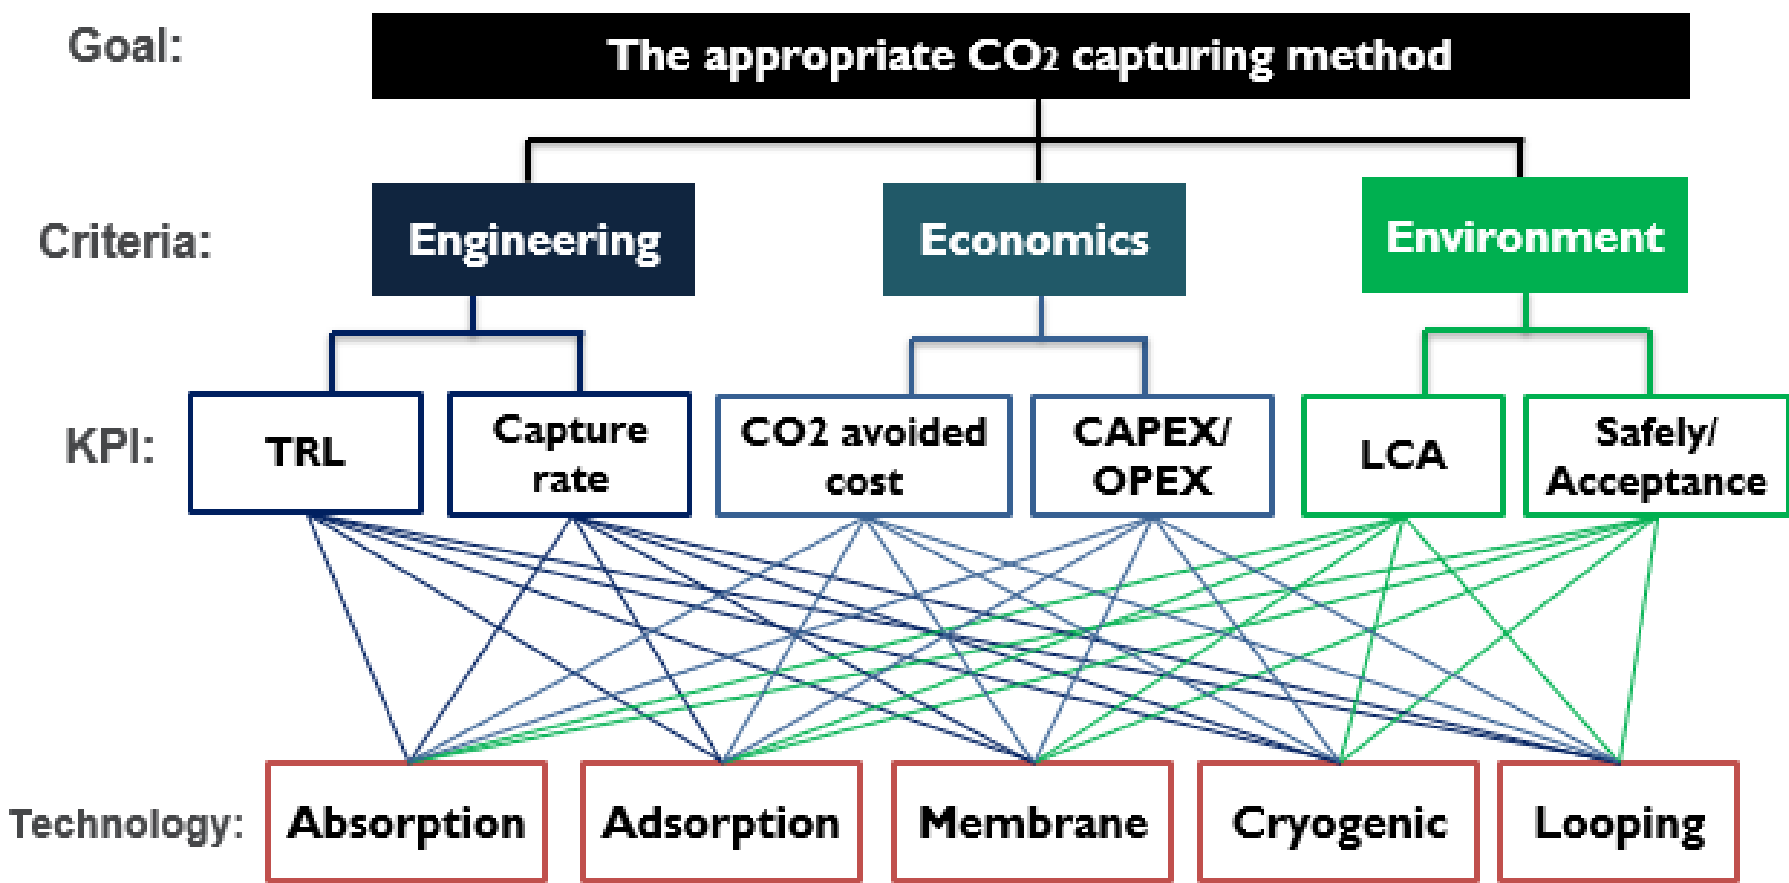 Goal:
The appropriate CO2 capturing method
Criteria:
Engineering
Economics
Environment
KPI:
TRL
Capture
rate
CO2 avoided
cost
CAPEX/
OPEX
LCA
Safely/
Acceptance
Technology:
Absorption
Adsorption
Membrane
Cryogenic
Looping